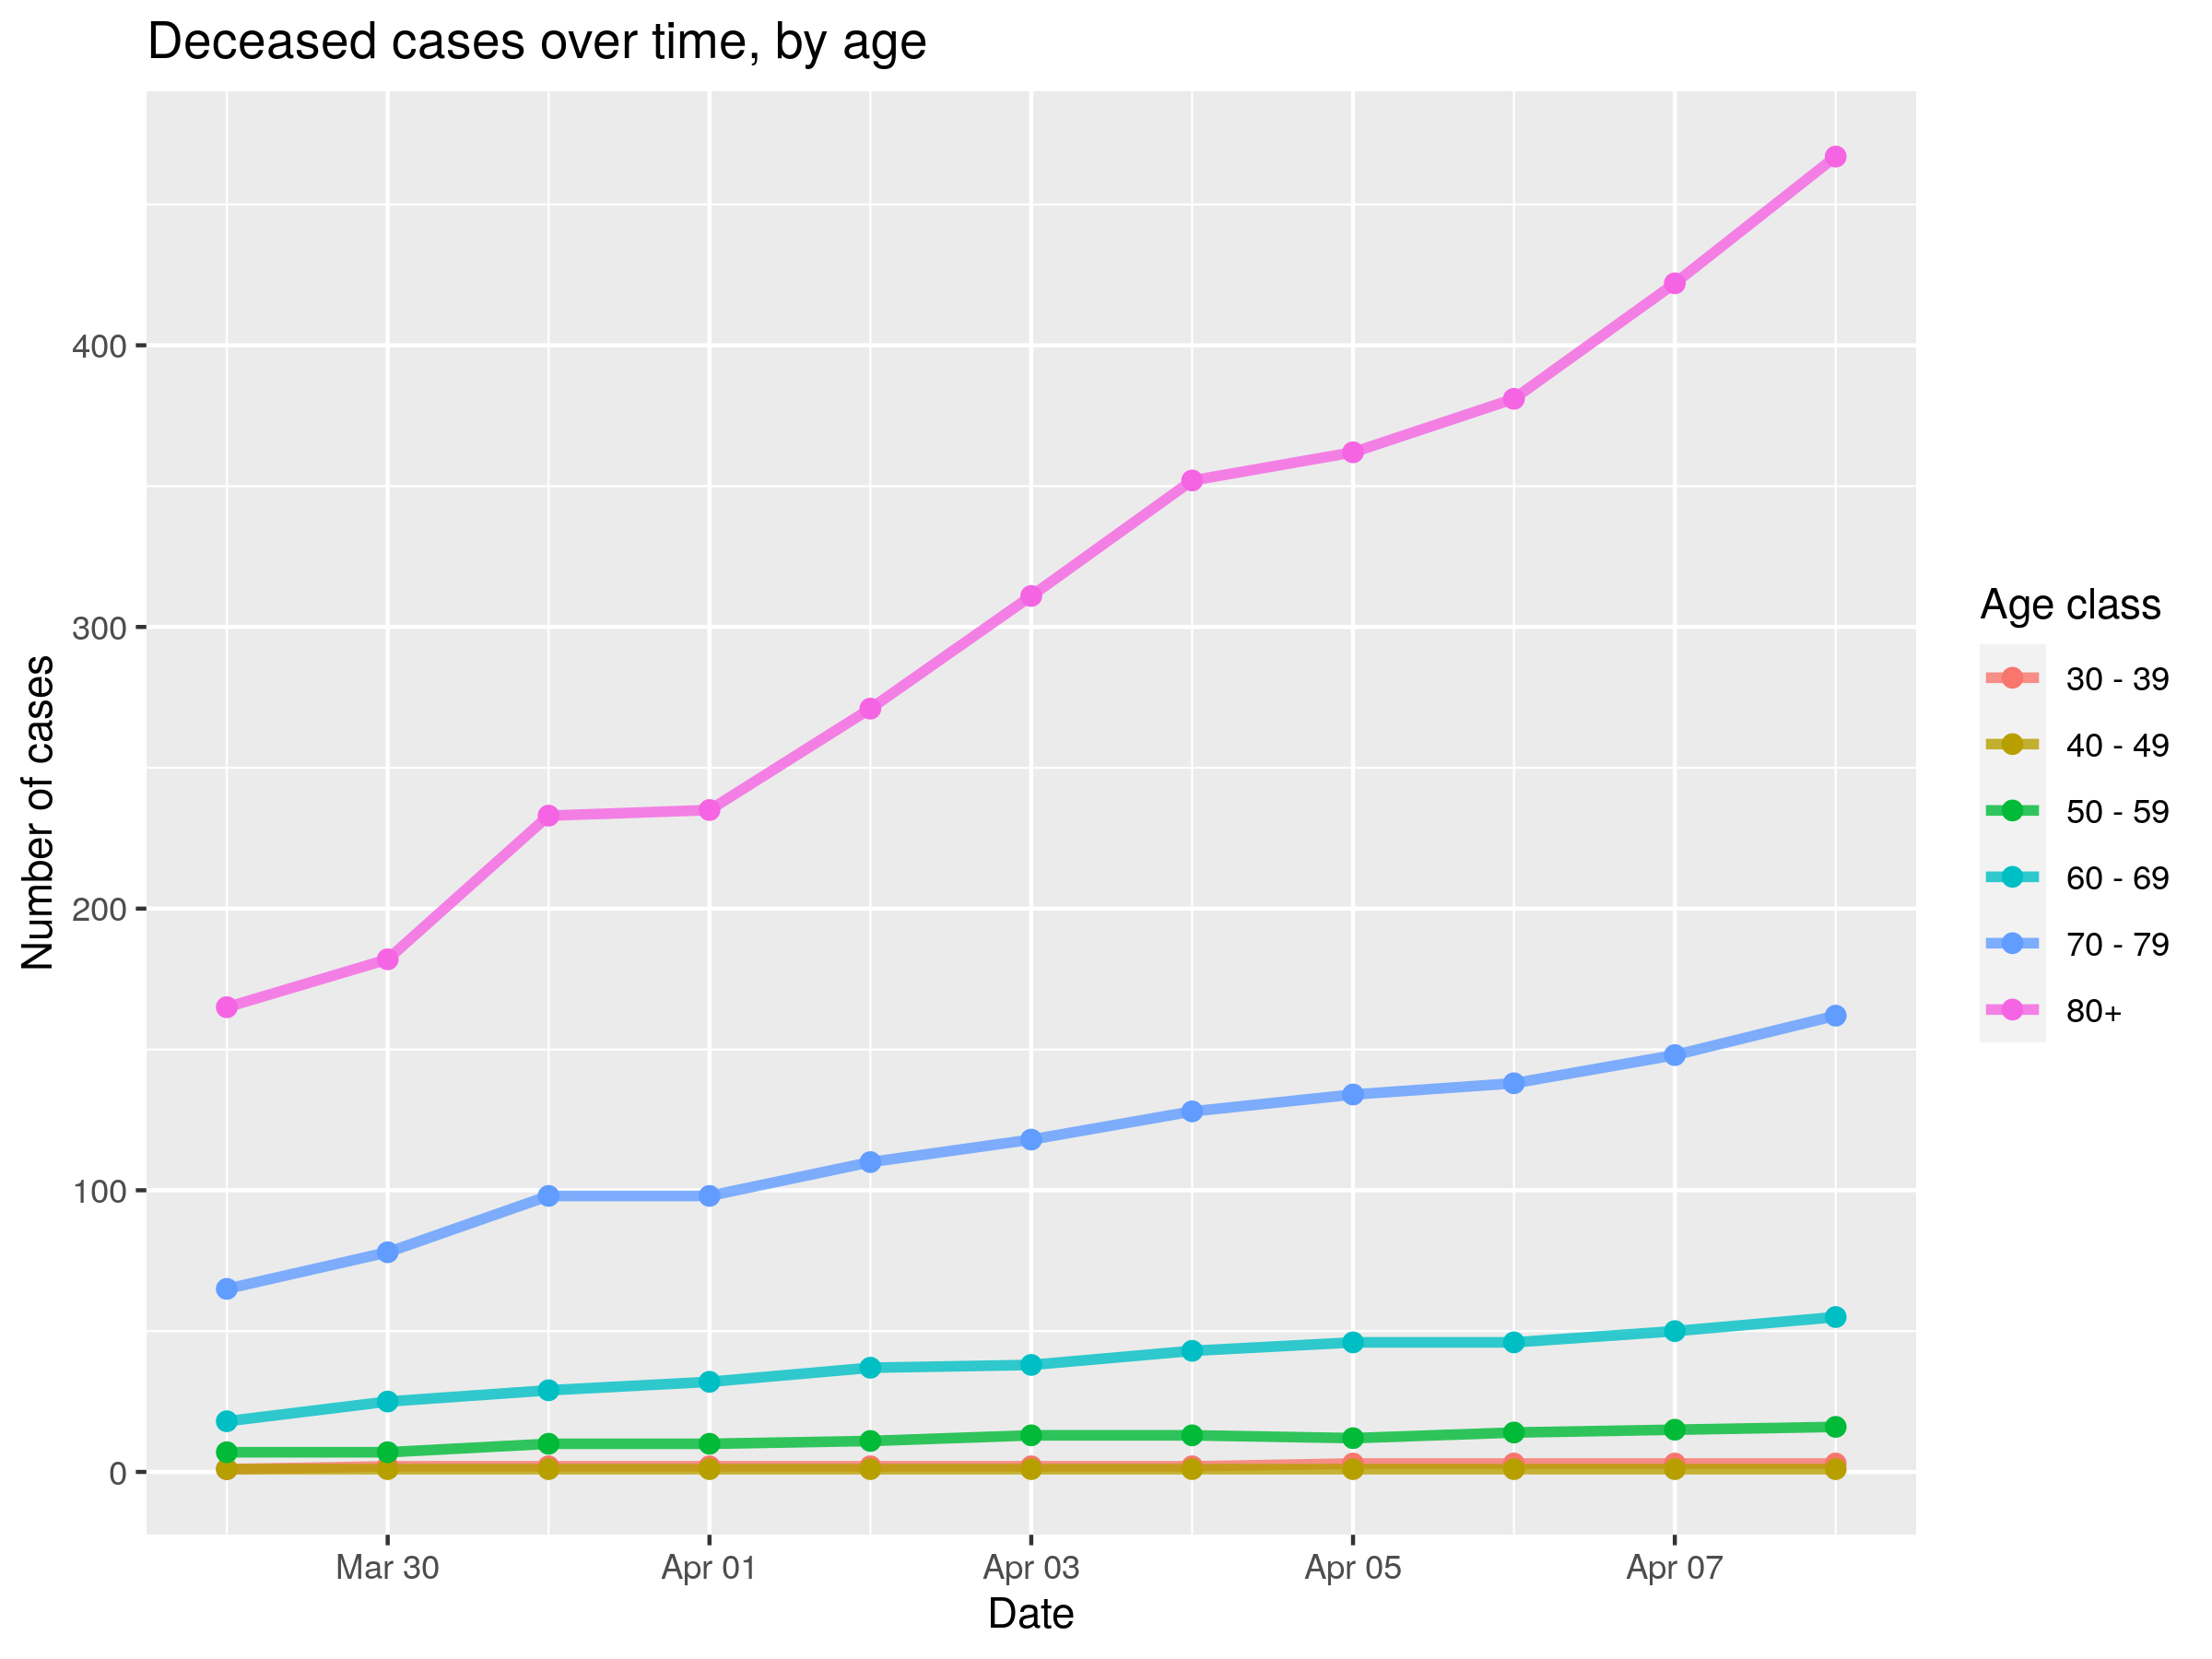 Deceased cases over time, by age
Number of cases
400
300
200
100
0
Mar 30
Apr 01
Apr 03
Apr 05
Apr 07
Date
Age class
30 - 39
40 - 49
50 - 59
60 - 69
70 - 79
80+